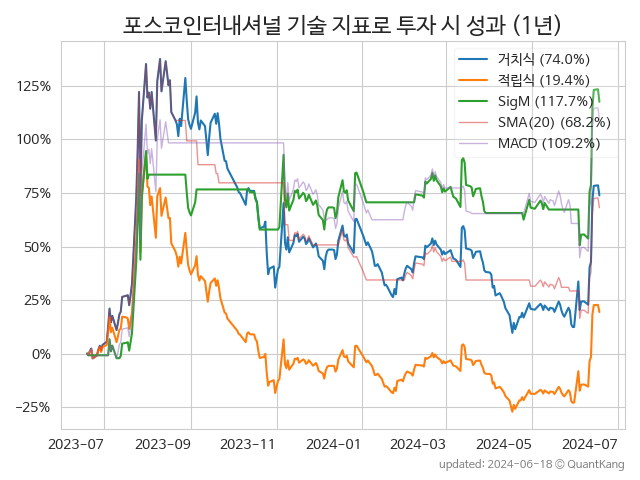 포스코인터내셔널 기술 지표로 투자 시 성과 (1년)
거치식 (74.0%)
적립식 (19.4%)
SigM (117.7%)
SMA(20) (68.2%)
MACD (109.2%)
125%
100%
75%
50%
25%
0%
−25%
2023-07 2023-09 2023-11 2024-01 2024-03 2024-05 2024-07
updated: 2024-06-18 © QuantKang